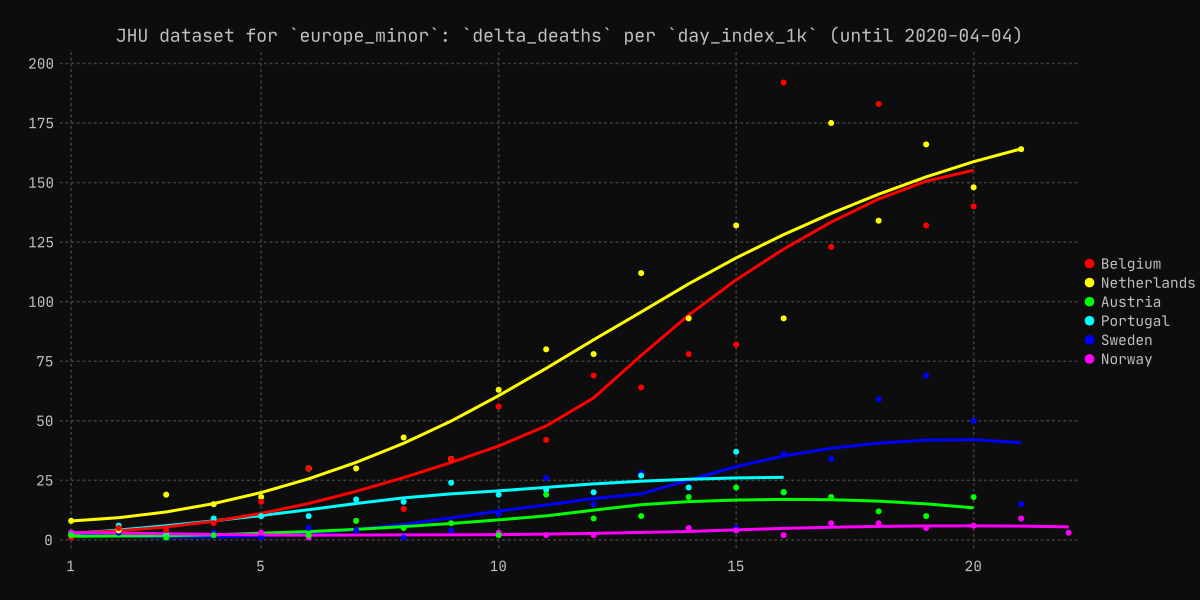 JHU dataset for `europe_minor`: `delta_deaths` per `day_index_1k` (until 2020-04-04)
200
175
150
125
100
75
50
25
0
1
5
10
15
20
Belgium
Netherlands
Austria
Portugal
Sweden
Norway